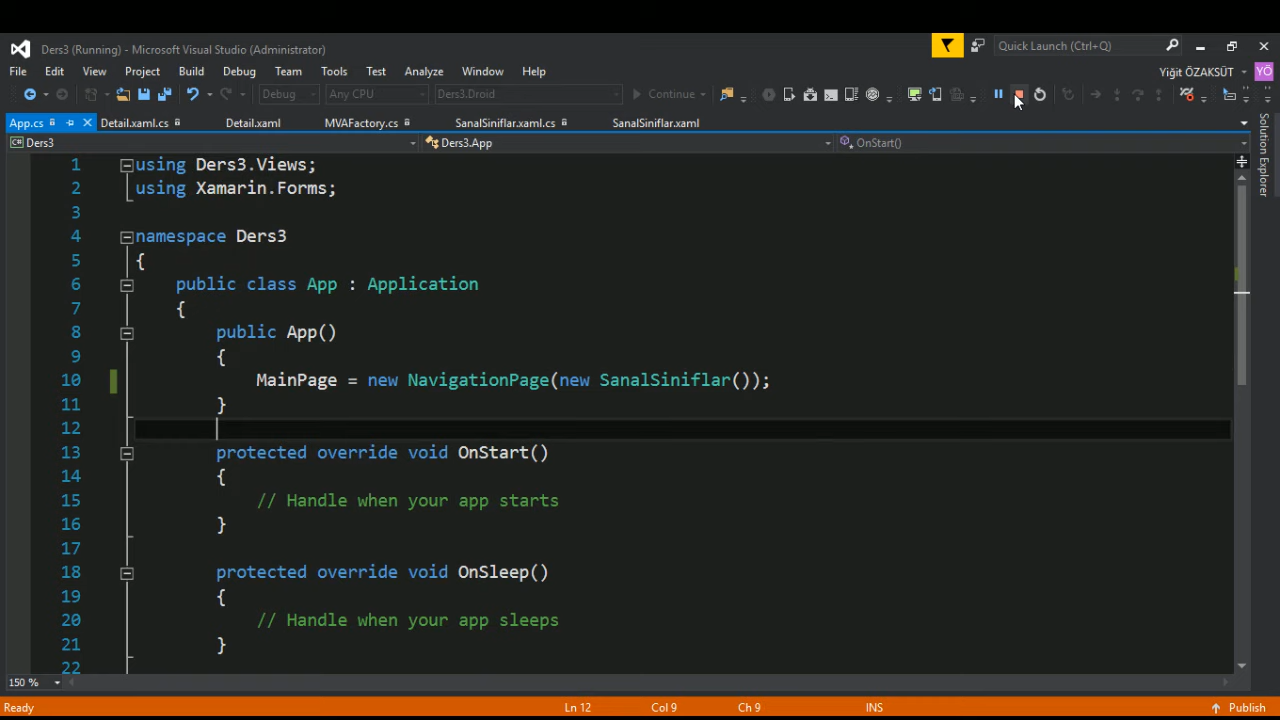 Ders3 (Running) - Microsoft Visual Studio (Administrator)
Quick Launch (Ctrl+Q)
File Edit View Project Build Debug Team Tools Test Analyze Window Help
Yiğit ÖZAKSÜT YÖ
Debug Any CPU Ders3.Droid Continue
App.cs Detail.xaml.cs Detail.xaml MVAFactory.cs SanalSiniflar.xaml.cs SanalSiniflar.xaml
C# Ders3 Ders3.App OnStart()
Solution Explorer
1 using Ders3.Views;
2 using Xamarin.Forms;
3
4 namespace Ders3
5 {
6 public class App : Application
7 {
8 public App()
9 {
10 MainPage = new NavigationPage(new SanalSiniflar());
11 }
12
13 protected override void OnStart()
14 {
15 // Handle when your app starts
16 }
17
18 protected override void OnSleep()
19 {
20 // Handle when your app sleeps
21 }
22
150 %
Ready Ln 12 Col 9 Ch 9 INS Publish